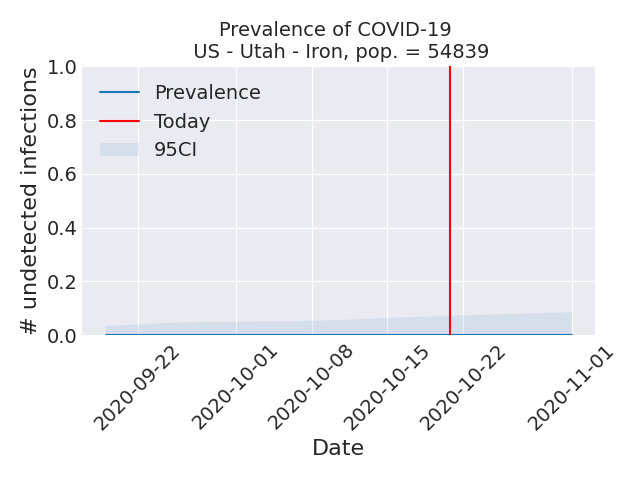 Prevalence of COVID-19
US - Utah - Iron, pop. = 54839
# undetected infections
1.0
0.8
0.6
0.4
0.2
0.0
Prevalence
Today
95CI
2020-09-22
2020-10-01
2020-10-08
2020-10-15
2020-10-22
2020-11-01
Date